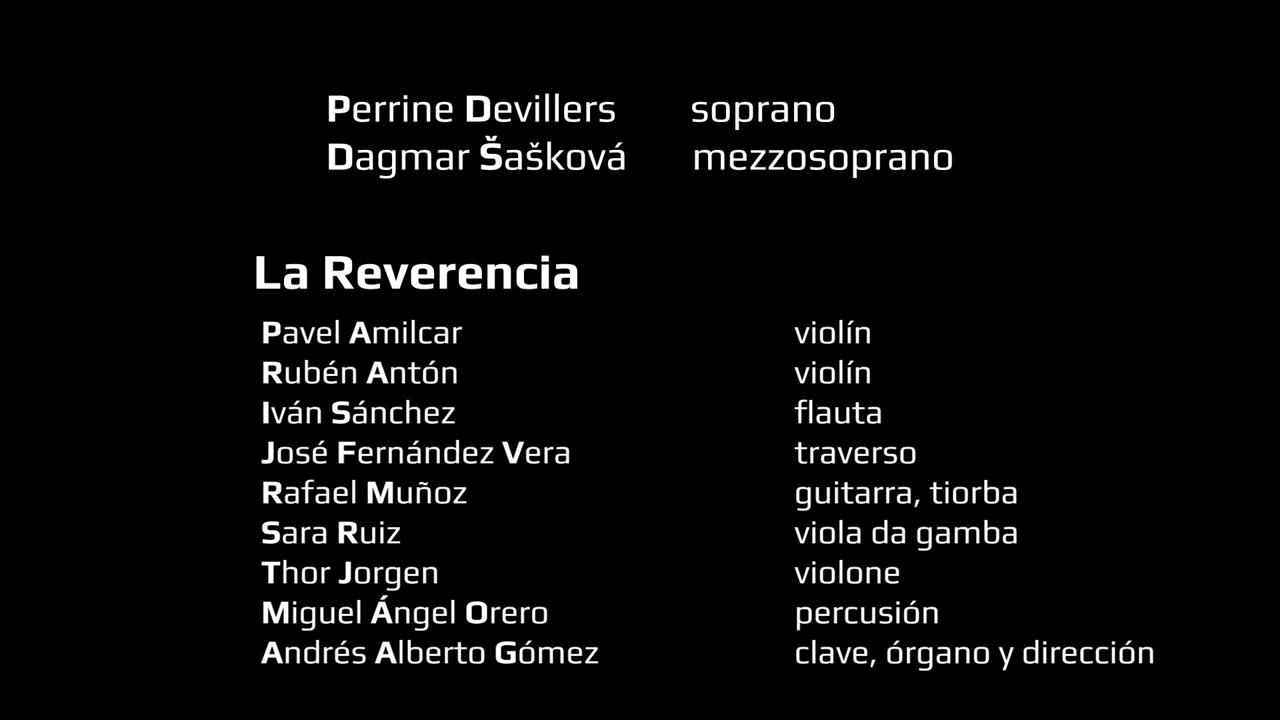 Perrine Devillers soprano
Dagmar Šašková mezzosoprano
La Reverencia
Pavel Amilcar violín
Rubén Antón violín
Iván Sánchez flauta
José Fernández Vera traverso
Rafael Muñoz guitarra, tiorba
Sara Ruiz viola da gamba
Thor Jorgen violone
Miguel Ángel Orero percusión
Andrés Alberto Gómez clave, órgano y dirección